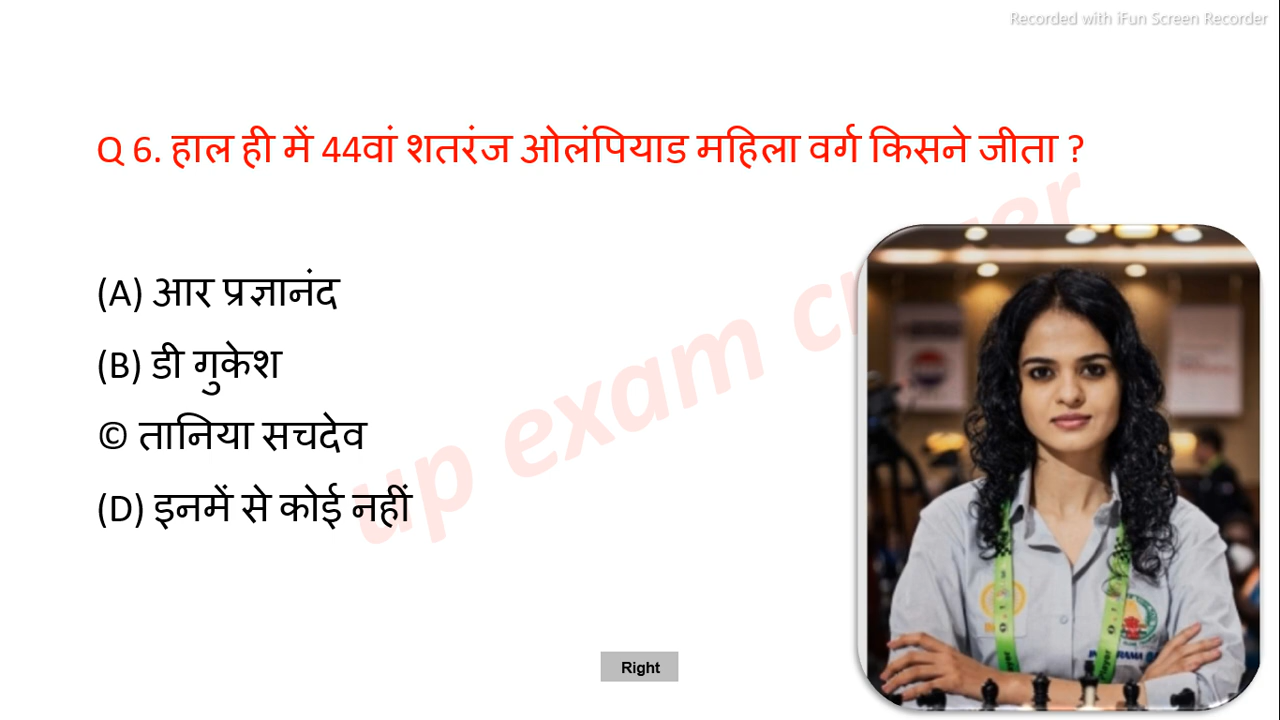 Recorded with iFun Screen Recorder
Q 6. हाल ही में 44वां शतरंज ओलंपियाड महिला वर्ग किसने जीता ?
(A) आर प्रज्ञानंद
(B) डी गुकेश
© तानिया सचदेव
(D) इनमें से कोई नहीं
up exam
Player
Right